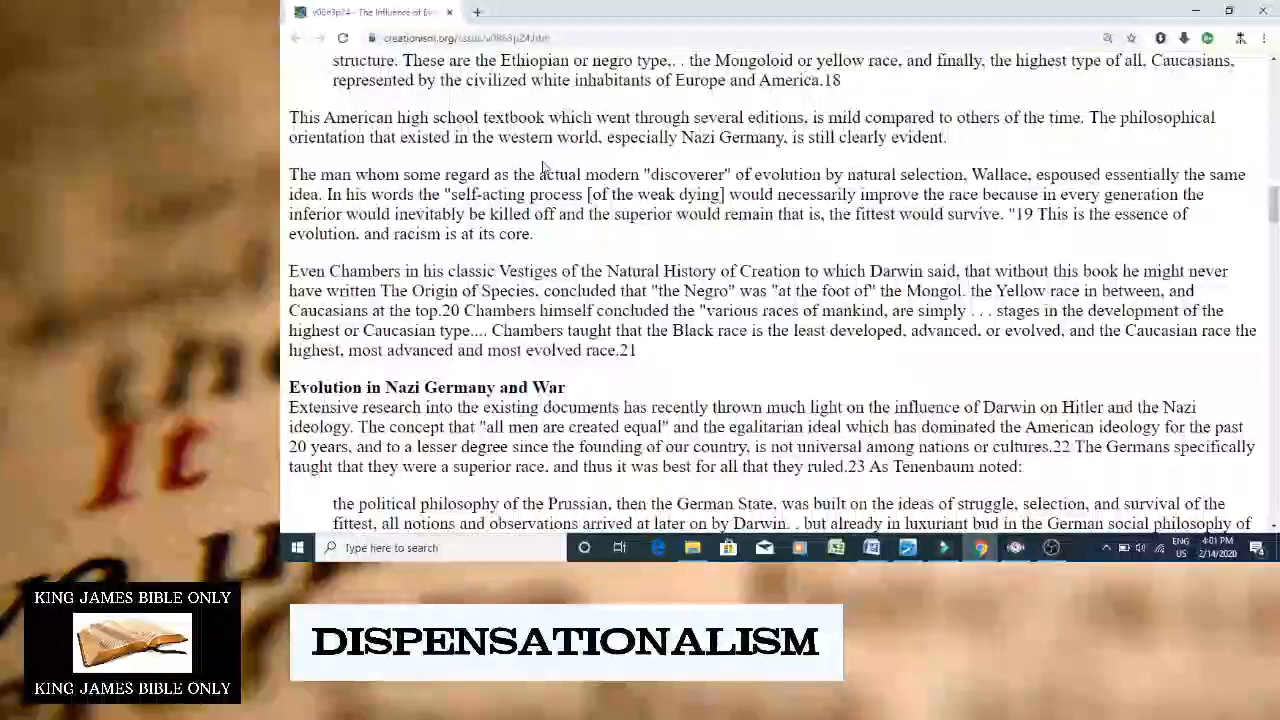 v08n3p24 - The Influence of Ev
creationism.org/csshs/v08n3p24.htm
structure. These are the Ethiopian or negro type,. . the Mongoloid or yellow race, and finally, the highest type of all, Caucasians,
represented by the civilized white inhabitants of Europe and America.18
This American high school textbook which went through several editions, is mild compared to others of the time. The philosophical
orientation that existed in the western world, especially Nazi Germany, is still clearly evident.
The man whom some regard as the actual modern "discoverer" of evolution by natural selection, Wallace, espoused essentially the same
idea. In his words the "self-acting process [of the weak dying] would necessarily improve the race because in every generation the
inferior would inevitably be killed off and the superior would remain that is, the fittest would survive. "19 This is the essence of
evolution, and racism is at its core.
Even Chambers in his classic Vestiges of the Natural History of Creation to which Darwin said, that without this book he might never
have written The Origin of Species, concluded that "the Negro" was "at the foot of" the Mongol. the Yellow race in between, and
Caucasians at the top.20 Chambers himself concluded the "various races of mankind, are simply . . . stages in the development of the
highest or Caucasian type.... Chambers taught that the Black race is the least developed, advanced, or evolved, and the Caucasian race the
highest, most advanced and most evolved race.21
Evolution in Nazi Germany and War
Extensive research into the existing documents has recently thrown much light on the influence of Darwin on Hitler and the Nazi
ideology. The concept that "all men are created equal" and the egalitarian ideal which has dominated the American ideology for the past
20 years, and to a lesser degree since the founding of our country, is not universal among nations or cultures.22 The Germans specifically
taught that they were a superior race, and thus it was best for all that they ruled.23 As Tenenbaum noted:
the political philosophy of the Prussian, then the German State, was built on the ideas of struggle, selection, and survival of the
fittest, all notions and observations arrived at later on by Darwin. . but already in luxuriant bud in the German social philosophy of
Type here to search
ENG
US
4:01 PM
2/14/2020
4
It
KING JAMES BIBLE ONLY
KING JAMES BIBLE ONLY
DISPENSATIONALISM